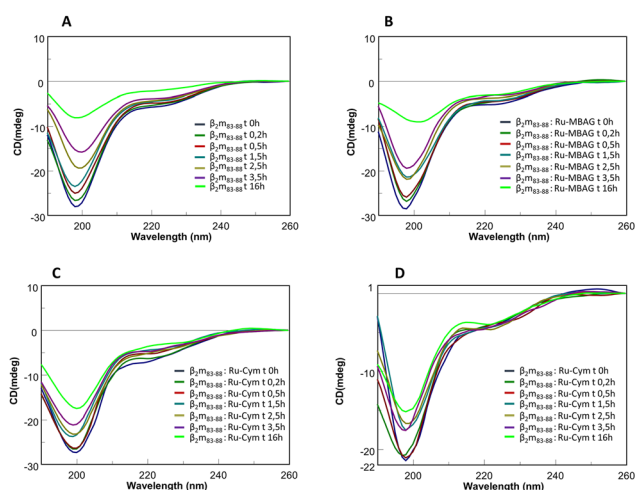 A
10
0
-10
-20
-30
CD(mdeg)
200
220
240
260
Wavelength (nm)
β₂m₈₃₋₈₈ t 0h
β₂m₈₃₋₈₈ t 0,2h
β₂m₈₃₋₈₈ t 0,5h
β₂m₈₃₋₈₈ t 1,5h
β₂m₈₃₋₈₈ t 2,5h
β₂m₈₃₋₈₈ t 3,5h
β₂m₈₃₋₈₈ t 16h
B
10
0
-10
-20
-30
CD(mdeg)
200
220
240
260
Wavelength (nm)
β₂m₈₃₋₈₈: Ru-MBAG t 0h
β₂m₈₃₋₈₈: Ru-MBAG t 0,2h
β₂m₈₃₋₈₈: Ru-MBAG t 0,5h
β₂m₈₃₋₈₈: Ru-MBAG t 1,5h
β₂m₈₃₋₈₈: Ru-MBAG t 2,5h
β₂m₈₃₋₈₈: Ru-MBAG t 3,5h
β₂m₈₃₋₈₈: Ru-MBAG t 16h
C
10
0
-10
-20
-30
CD(mdeg)
200
220
240
260
Wavelength (nm)
β₂m₈₃₋₈₈: Ru-Cym t 0h
β₂m₈₃₋₈₈: Ru-Cym t 0,2h
β₂m₈₃₋₈₈: Ru-Cym t 0,5h
β₂m₈₃₋₈₈: Ru-Cym t 1,5h
β₂m₈₃₋₈₈: Ru-Cym t 2,5h
β₂m₈₃₋₈₈: Ru-Cym t 3,5h
β₂m₈₃₋₈₈: Ru-Cym t 16h
D
1
-10
-20
-22
CD(mdeg)
190
200
210
220
230
240
250
260
Wavelength (nm)
β₂m₈₃₋₈₈: Ru-Cym t 0h
β₂m₈₃₋₈₈: Ru-Cym t 0,2h
β₂m₈₃₋₈₈: Ru-Cym t 0,5h
β₂m₈₃₋₈₈: Ru-Cym t 1,5h
β₂m₈₃₋₈₈: Ru-Cym t 2,5h
β₂m₈₃₋₈₈: Ru-Cym t 3,5h
β₂m₈₃₋₈₈: Ru-Cym t 16h